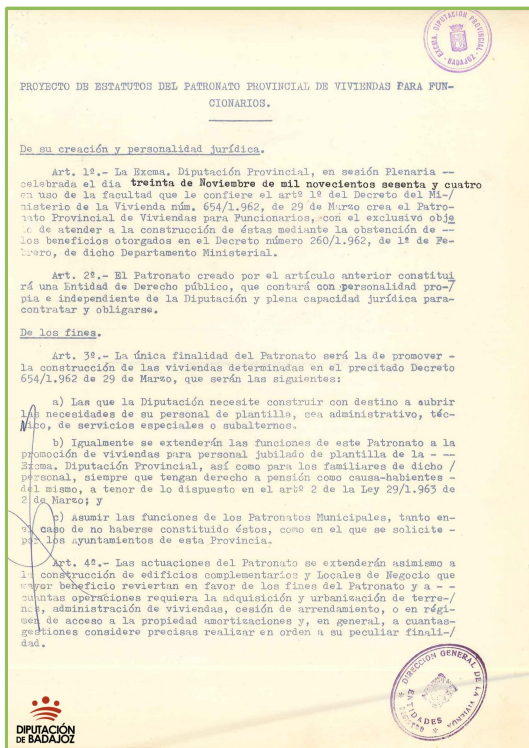 EXCMA. DIPUTACIÓN PROVINCIAL
BADAJOZ
PROYECTO DE ESTATUTOS DEL PATRONATO PROVINCIAL DE VIVIENDAS PARA FUN-
CIONARIOS.
De su creación y personalidad jurídica.
Art. 1º.- La Excma. Diputación Provincial, en sesión Plenaria --
celebrada el dia treinta de Noviembre de mil novecientos sesenta y cuatro
en uso de la facultad que le confiere el artº 1º del Decreto del Mi-/
nisterio de la Vivienda núm. 654/1.962, de 29 de Marzo crea el Patro-
nato Provincial de Viviendas para Funcionarios, con el exclusivo obje
to de atender a la construcción de éstas mediante la obstención de --
los beneficios otorgados en el Decreto número 260/1.962, de 1º de Fe-
brero, de dicho Departamento Ministerial.
Art. 2º.- El Patronato creado por el artículo anterior constitui
rá una Entidad de Derecho público, que contará con personalidad pro-/
pia e independiente de la Diputación y plena capacidad jurídica para-
contratar y obligarse.
De los fines.
Art. 3º.- La única finalidad del Patronato será la de promover -
la construcción de las viviendas determinadas en el precitado Decreto
654/1.962 de 29 de Marzo, que serán las siguientes:
a) Las que la Diputación necesite construir con destino a cubrir
las necesidades de su personal de plantilla, sea administrativo, téc-
nico, de servicios especiales o subalternos.
b) Igualmente se extenderán las funciones de este Patronato a la
promoción de viviendas para personal jubilado de plantilla de la - --
Excma. Diputación Provincial, así como para los familiares de dicho /
personal, siempre que tengan derecho a pensión como causa-habientes -
del mismo, a tenor de lo dispuesto en el artº 2 de la Ley 29/1.963 de
2 de Marzo; y
c) Asumir las funciones de los Patronatos Municipales, tanto en-
el caso de no haberse constituido éstos, como en el que se solicite -
por los Ayuntamientos de esta Provincia.
Art. 4º.- Las actuaciones del Patronato se extenderán asimismo a
la construcción de edificios complementarios y Locales de Negocio que
mayor beneficio reviertan en favor de los fines del Patronato y a - -
cuantas operaciones requiera la adquisición y urbanización de terre-/
nos, administración de viviendas, cesión de arrendamiento, o en régi-
men de acceso a la propiedad amortizaciones y, en general, a cuantas-
gestiones considere precisas realizar en orden a su peculiar finali-/
dad.
DIRECCION GENERAL DE LA VIVIENDA
ENTIDADES
DIPUTACIÓN
DE BADAJOZ